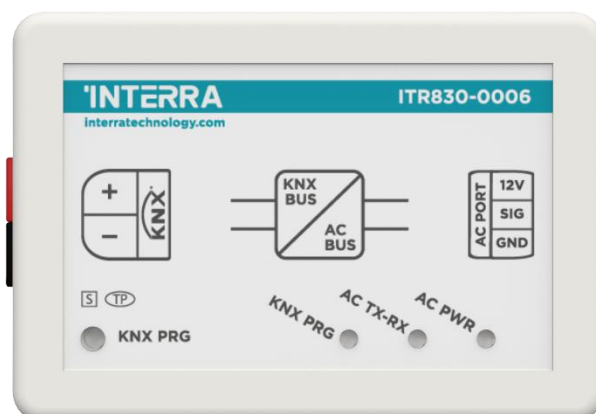 INTERRA
ITR830-0006
interratechnology.com
+
-
KNX
KNX
BUS
AC
BUS
AC PORT
12V
SIG
GND
S
TP
KNX PRG
KNX PRG
AC TX-RX
AC PWR